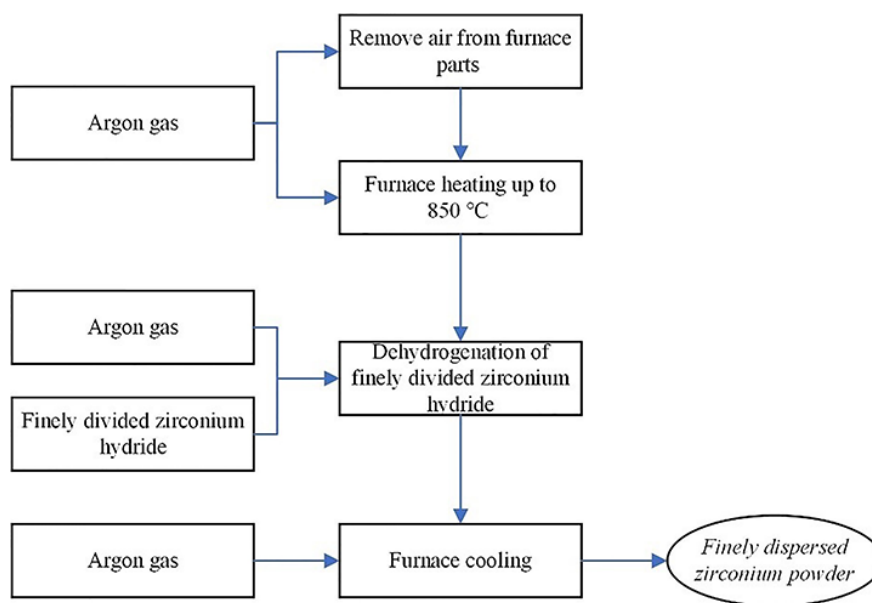 Remove air from furnace
parts
Argon gas
Furnace heating up to
850 °C
Argon gas
Dehydrogenation of
finely divided zirconium
hydride
Finely divided zirconium
hydride
Argon gas
Furnace cooling
Finely dispersed
zirconium powder